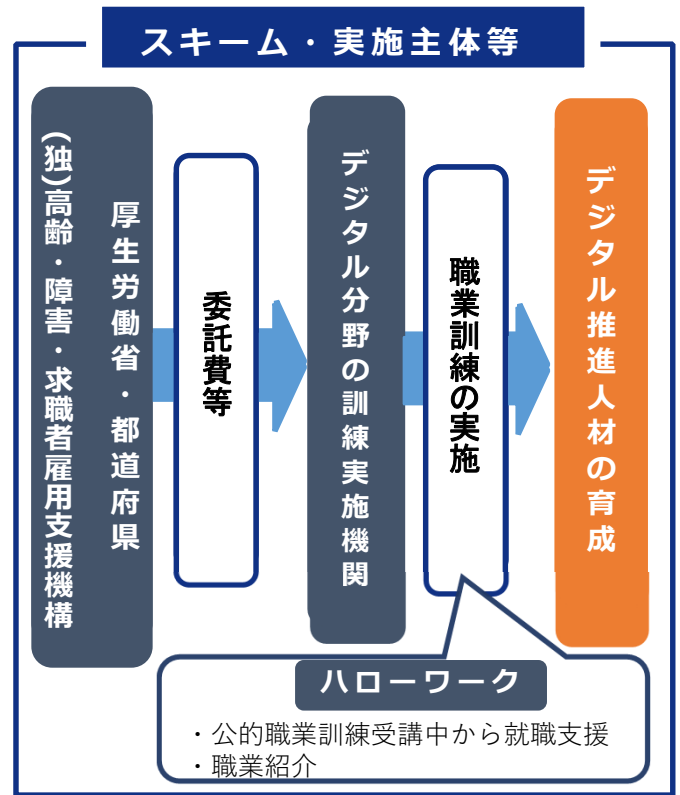 スキーム・実施主体等
厚生労働省・都道府県
(独)高齢・障害・求職者雇用支援機構
委託費等
デジタル分野の訓練実施機関
職業訓練の実施
デジタル推進人材の育成
ハローワーク
・公的職業訓練受講中から就職支援
・職業紹介